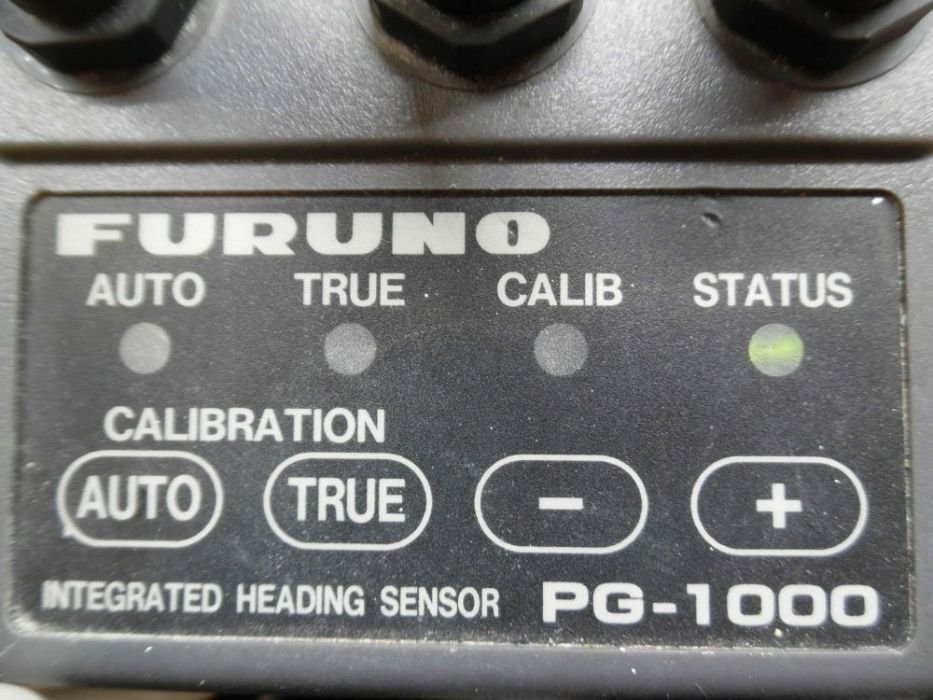 FURUNO
AUTO TRUE CALIB STATUS
CALIBRATION
AUTO TRUE - +
INTEGRATED HEADING SENSOR PG-1000